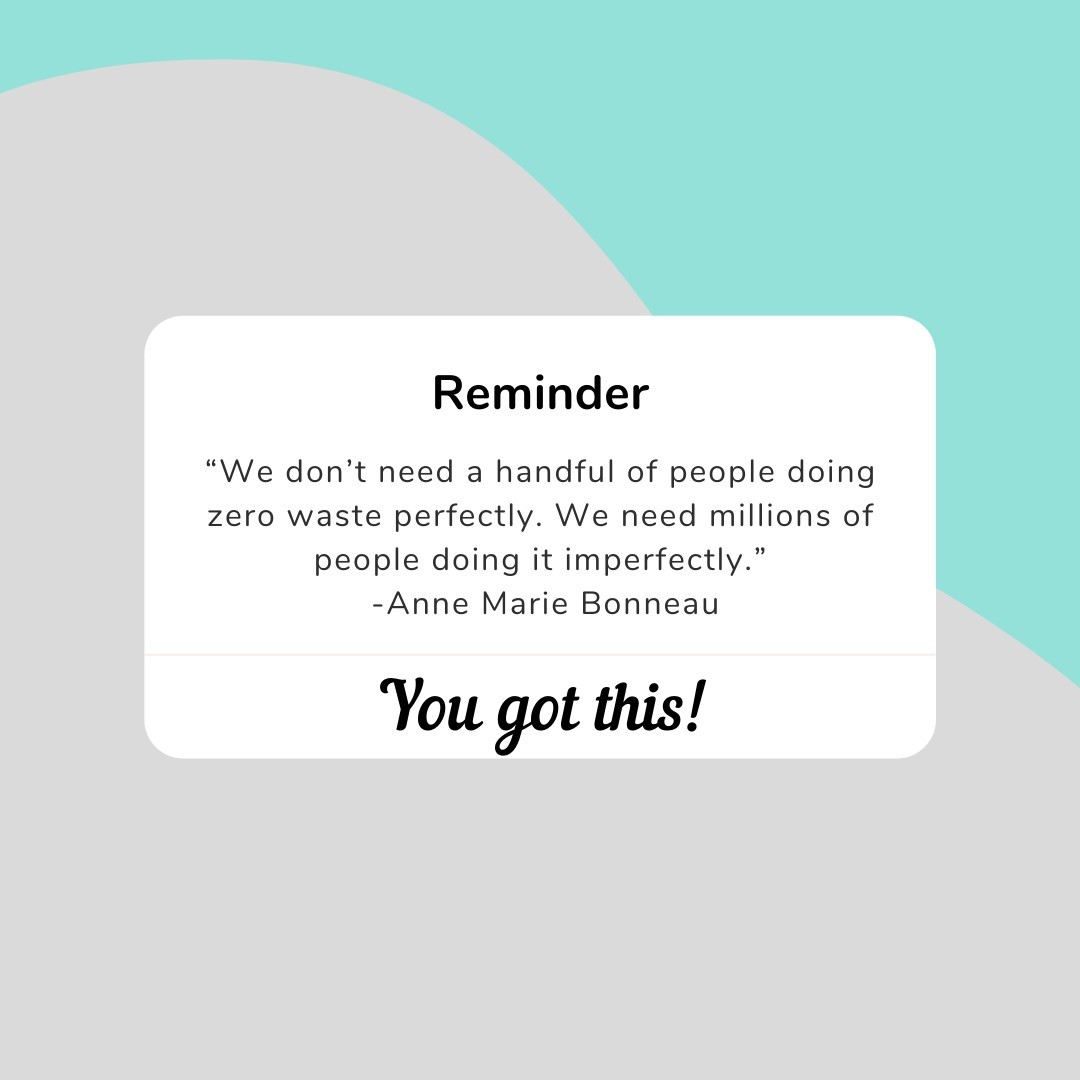 Reminder
“We don’t need a handful of people doing
zero waste perfectly. We need millions of
people doing it imperfectly.”
-Anne Marie Bonneau
You got this!